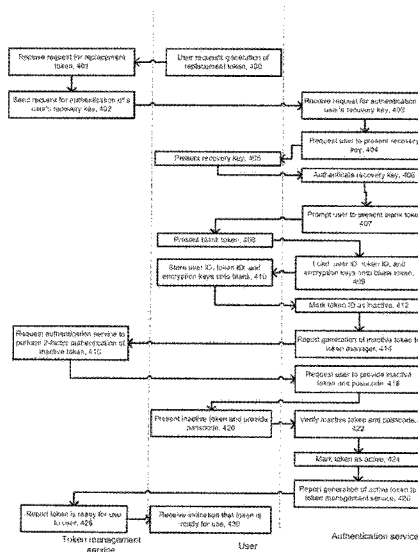 Receive request for replacement
token, 401
User requests generation of
replacement token, 400
Send request for authentication of a
user's recovery key, 402
Receive request for authentication
user's recovery key, 403
Request user to present recovery
key, 404
Present recovery key, 405
Authenticate recovery key, 406
Prompt user to present blank token
407
Present blank token, 408
Load user ID, token ID, and
encryption keys onto blank token,
409
Store user ID, token ID, and
encryption keys onto blank, 410
Mark token ID as inactive, 412
Report generation of inactive token to
token manager, 414
Request authentication service to
perform 2-factor authentication of
inactive token, 416
Request user to provide inactive
token and passcode, 418
Present inactive token and provide
passcode, 420
Verify inactive token and passcode,
422
Mark token as active, 424
Report generation of active token to
token management service, 426
Report token is ready for use
to user, 428
Receive indication that token is
ready for use, 430
Token management
service
User
Authentication service